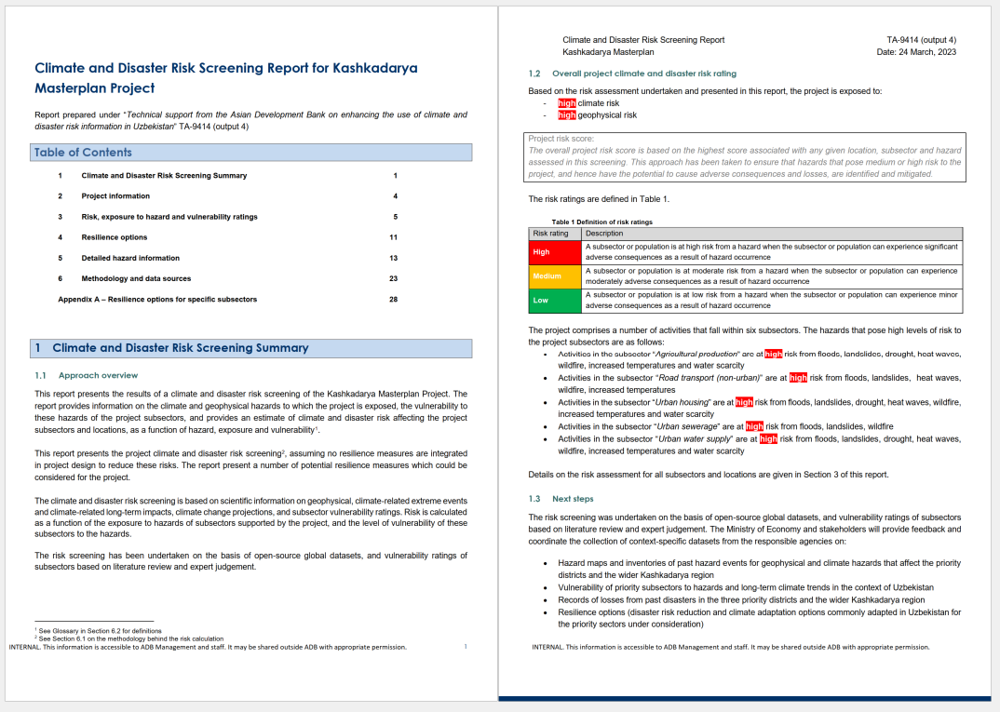 Climate and Disaster Risk Screening Report for Kashkadarya
Masterplan Project
Report prepared under “Technical support from the Asian Development Bank on enhancing the use of climate and
disaster risk information in Uzbekistan” TA-9414 (output 4)
Table of Contents
1 Climate and Disaster Risk Screening Summary 1
2 Project information 4
3 Risk, exposure to hazard and vulnerability ratings 5
4 Resilience options 11
5 Detailed hazard information 13
6 Methodology and data sources 23
Appendix A – Resilience options for specific subsectors 28
1 Climate and Disaster Risk Screening Summary
1.1 Approach overview
This report presents the results of a climate and disaster risk screening of the Kashkadarya Masterplan Project. The
report provides information on the climate and geophysical hazards to which the project is exposed, the vulnerability to
these hazards of the project subsectors, and provides an estimate of climate and disaster risk affecting the project
subsectors and locations, as a function of hazard, exposure and vulnerability1.
This report presents the project climate and disaster risk screening2, assuming no resilience measures are integrated
in project design to reduce these risks. The report present a number of potential resilience measures which could be
considered for the project.
The climate and disaster risk screening is based on scientific information on geophysical, climate-related extreme events
and climate-related long-term impacts, climate change projections, and subsector vulnerability ratings. Risk is calculated
as a function of the exposure to hazards of subsectors supported by the project, and the level of vulnerability of these
subsectors to the hazards.
The risk screening has been undertaken on the basis of open-source global datasets, and vulnerability ratings of
subsectors based on literature review and expert judgement.
1 See Glossary in Section 6.2 for definitions
2 See Section 6.1 on the methodology behind the risk calculation
INTERNAL. This information is accessible to ADB Management and staff. It may be shared outside ADB with appropriate permission. 1
Climate and Disaster Risk Screening Report TA-9414 (output 4)
Kashkadarya Masterplan Date: 24 March, 2023
1.2 Overall project climate and disaster risk rating
Based on the risk assessment undertaken and presented in this report, the project is exposed to:
- high climate risk
- high geophysical risk
Project risk score:
The overall project risk score is based on the highest score associated with any given location, subsector and hazard
assessed in this screening. This approach has been taken to ensure that hazards that pose medium or high risk to the
project, and hence have the potential to cause adverse consequences and losses, are identified and mitigated.
The risk ratings are defined in Table 1.
Table 1 Definition of risk ratings
Risk rating Description
High A subsector or population is at high risk from a hazard when the subsector or population can experience significant
adverse consequences as a result of hazard occurrence
Medium A subsector or population is at moderate risk from a hazard when the subsector or population can experience
moderately adverse consequences as a result of hazard occurrence
Low A subsector or population is at low risk from a hazard when the subsector or population can experience minor
adverse consequences as a result of hazard occurrence
The project comprises a number of activities that fall within six subsectors. The hazards that pose high levels of risk to
the project subsectors are as follows:
• Activities in the subsector “Agricultural production” are at high risk from floods, landslides, drought, heat waves,
wildfire, increased temperatures and water scarcity
• Activities in the subsector “Road transport (non-urban)” are at high risk from floods, landslides, heat waves,
wildfire, increased temperatures
• Activities in the subsector “Urban housing” are at high risk from floods, landslides, drought, heat waves, wildfire,
increased temperatures and water scarcity
• Activities in the subsector “Urban sewerage” are at high risk from floods, landslides, wildfire
• Activities in the subsector “Urban water supply” are at high risk from floods, landslides, drought, heat waves,
wildfire, increased temperatures and water scarcity
Details on the risk assessment for all subsectors and locations are given in Section 3 of this report.
1.3 Next steps
The risk screening was undertaken on the basis of open-source global datasets, and vulnerability ratings of subsectors
based on literature review and expert judgement. The Ministry of Economy and stakeholders will provide feedback and
coordinate the collection of context-specific datasets from the responsible agencies on:
• Hazard maps and inventories of past hazard events for geophysical and climate hazards that affect the priority
districts and the wider Kashkadarya region
• Vulnerability of priority subsectors to hazards and long-term climate trends in the context of Uzbekistan
• Records of losses from past disasters in the three priority districts and the wider Kashkadarya region
• Resilience options (disaster risk reduction and climate adaptation options commonly adapted in Uzbekistan for
the priority sectors under consideration)
INTERNAL. This information is accessible to ADB Management and staff. It may be shared outside ADB with appropriate permission.